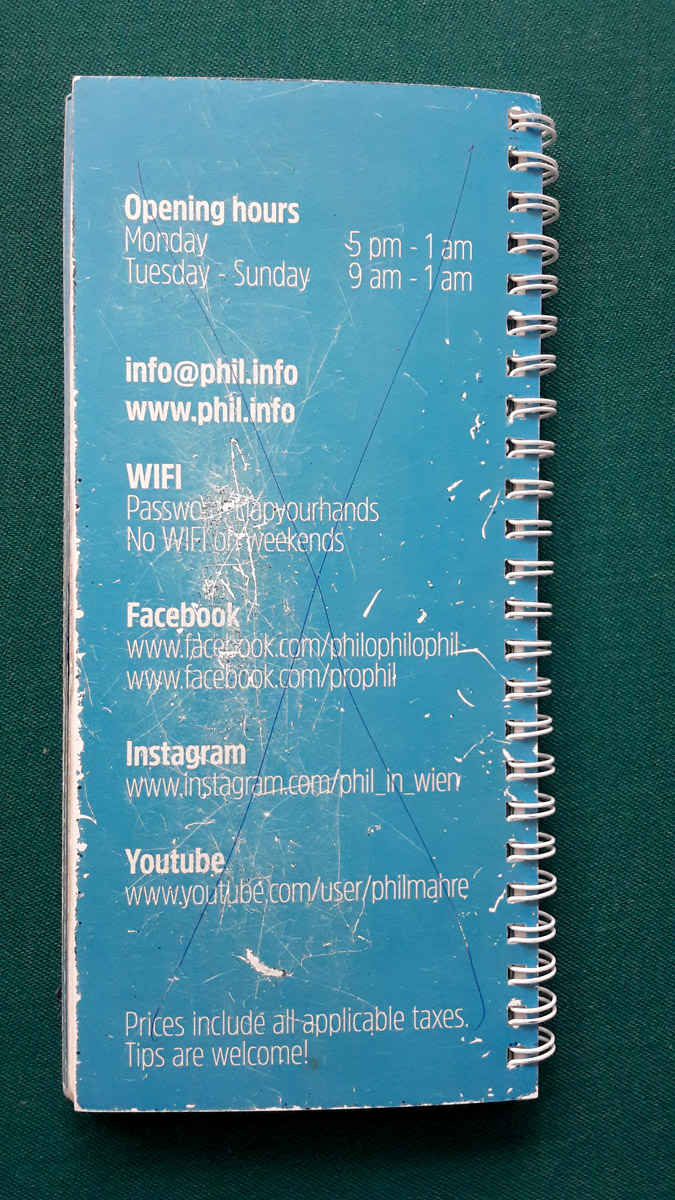 Opening hours
Monday 5 pm - 1 am
Tuesday - Sunday 9 am - 1 am
info@phil.info
www.phil.info
WIFI
Password: clapyourhands
No WIFI on weekends
Facebook
www.facebook.com/philophilophil
www.facebook.com/prophil
Instagram
www.instagram.com/phil_in_wien
Youtube
www.youtube.com/user/philmahre
Prices include all applicable taxes.
Tips are welcome!